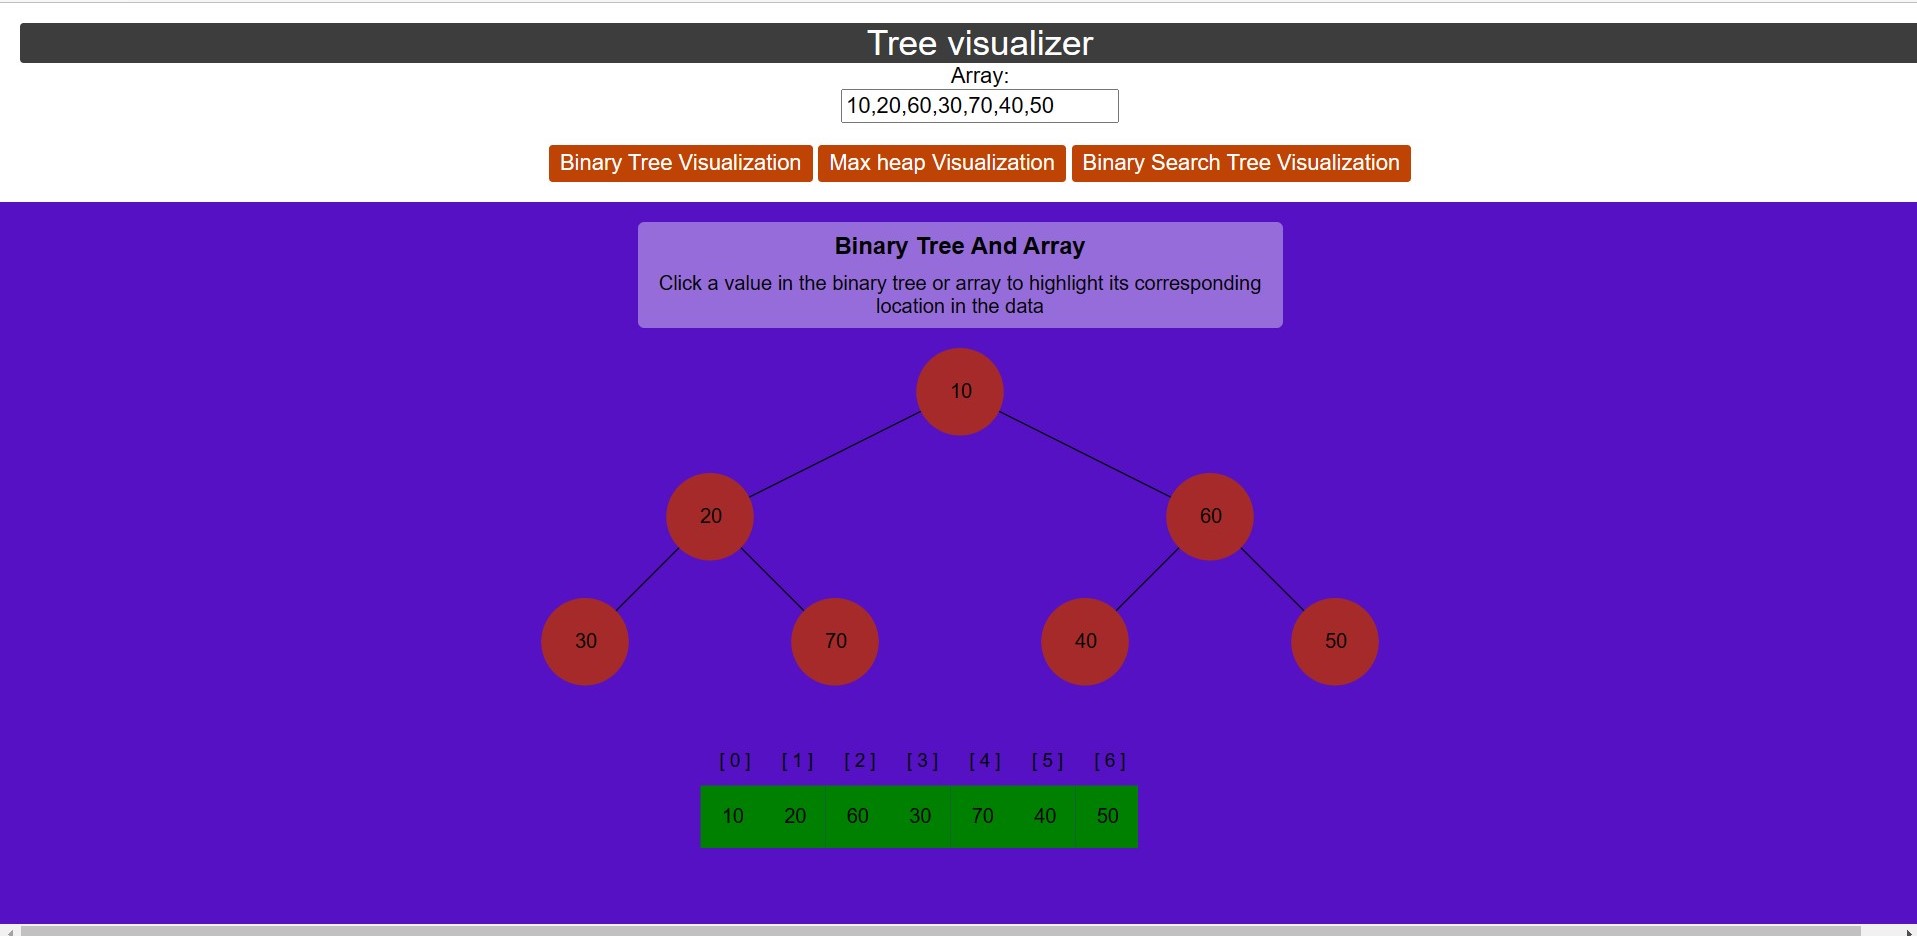 Tree visualizer
Array:
10,20,60,30,70,40,50
Binary Tree Visualization Max heap Visualization Binary Search Tree Visualization
Binary Tree And Array
Click a value in the binary tree or array to highlight its corresponding
location in the data
10
20 60
30 70 40 50
[ 0 ] [ 1 ] [ 2 ] [ 3 ] [ 4 ] [ 5 ] [ 6 ]
10 20 60 30 70 40 50